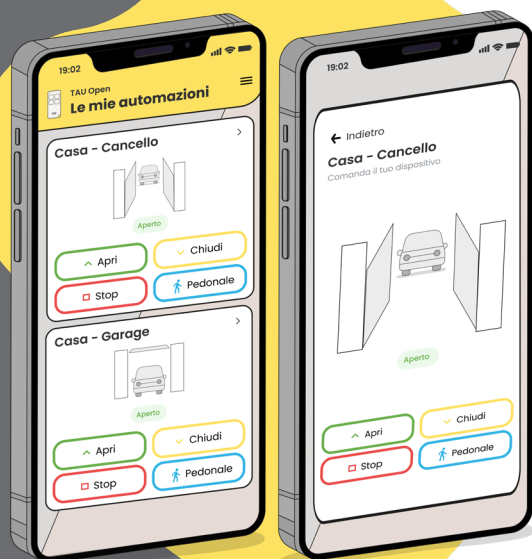 19:02
TAU Open
Le mie automazioni
Casa - Cancello
Aperto
Apri
Chiudi
Stop
Pedonale
Casa - Garage
Aperto
Apri
Chiudi
Stop
Pedonale
19:02
Indietro
Casa - Cancello
Comanda il tuo dispositivo
Aperto
Apri
Chiudi
Stop
Pedonale